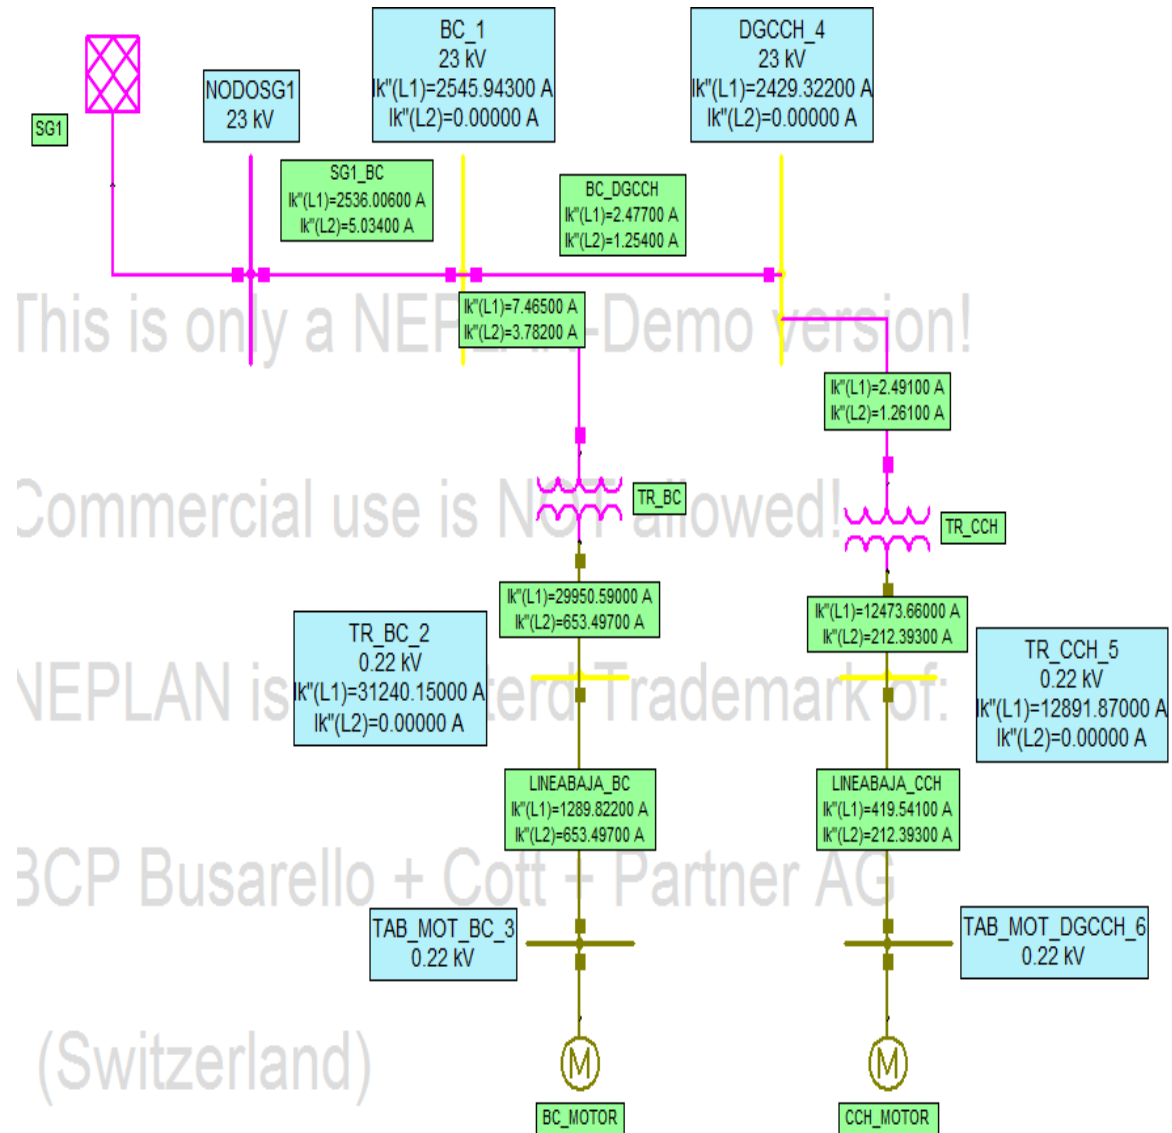 BC_1
23 kV
Ik"(L1)=2545.94300 A
Ik"(L2)=0.00000 A
DGCCH_4
23 kV
Ik"(L1)=2429.32200 A
Ik"(L2)=0.00000 A
NODOSG1
23 kV
SG1
SG1_BC
Ik"(L1)=2536.00600 A
Ik"(L2)=5.03400 A
BC_DGCCH
Ik"(L1)=2.47700 A
Ik"(L2)=1.25400 A
This is only a NEPLAN-Demo version!
Ik"(L1)=7.46500 A
Ik"(L2)=3.78200 A
Ik"(L1)=2.49100 A
Ik"(L2)=1.26100 A
Commercial use is NOT allowed!
TR_BC
TR_CCH
Ik"(L1)=29950.59000 A
Ik"(L2)=653.49700 A
Ik"(L1)=12473.66000 A
Ik"(L2)=212.39300 A
TR_BC_2
0.22 kV
Ik"(L1)=31240.15000 A
Ik"(L2)=0.00000 A
TR_CCH_5
0.22 kV
Ik"(L1)=12891.87000 A
Ik"(L2)=0.00000 A
NEPLAN is terd Trademark of:
LINEABAJA_BC
Ik"(L1)=1289.82200 A
Ik"(L2)=653.49700 A
LINEABAJA_CCH
Ik"(L1)=419.54100 A
Ik"(L2)=212.39300 A
BCP Busarello + Cott + Partner AG
TAB_MOT_BC_3
0.22 kV
TAB_MOT_DGCCH_6
0.22 kV
(Switzerland)
M
M
BC_MOTOR
CCH_MOTOR